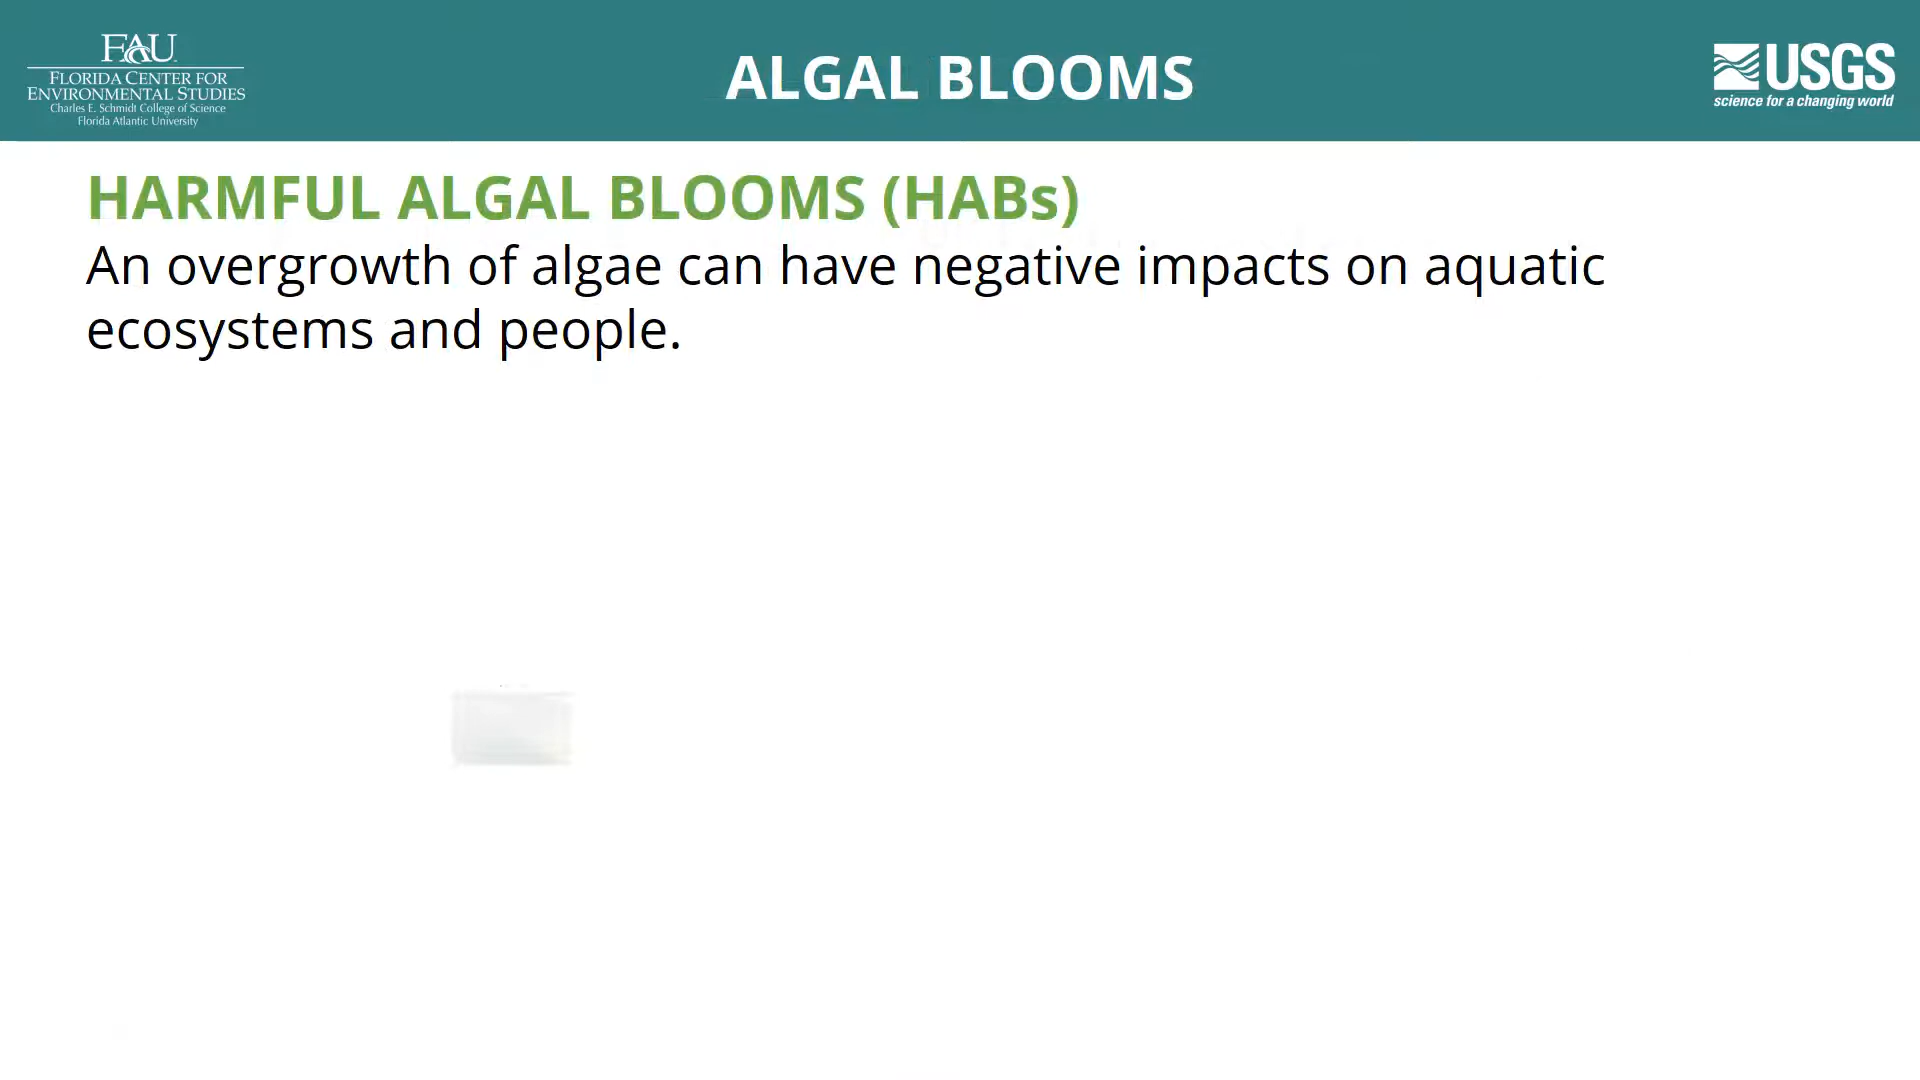 FAU
FLORIDA CENTER FOR
ENVIRONMENTAL STUDIES
Charles E. Schmidt College of Science
Florida Atlantic University
ALGAL BLOOMS
USGS
science for a changing world
HARMFUL ALGAL BLOOMS (HABs)
An overgrowth of algae can have negative impacts on aquatic
ecosystems and people.